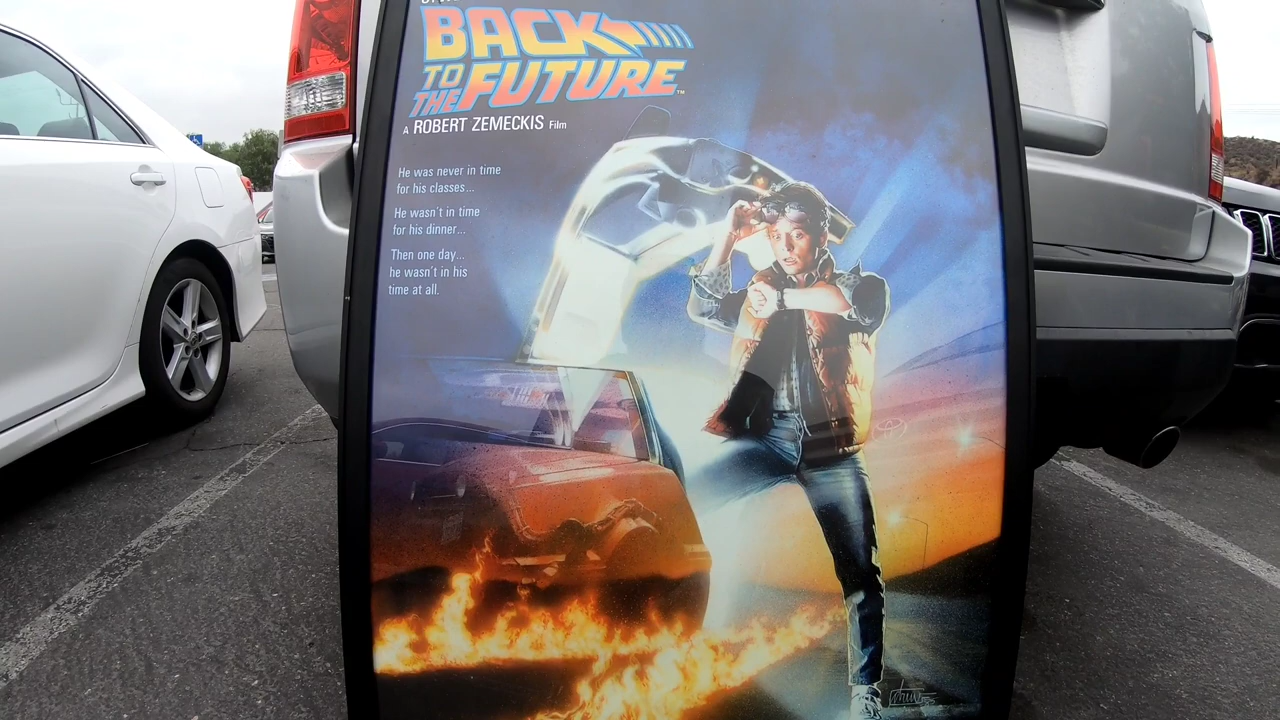 BACK
TO
THE FUTURE™
A ROBERT ZEMECKIS Film
He was never in time
for his classes...
He wasn't in time
for his dinner...
Then one day...
he wasn't in his
time at all.